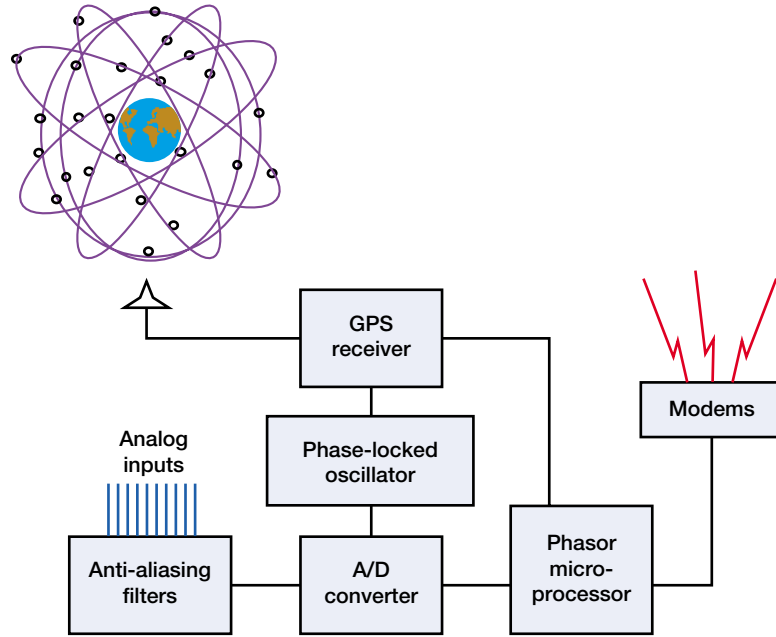 GPS
receiver
Modems
Analog
inputs
Phase-locked
oscillator
Anti-aliasing
filters
A/D
converter
Phasor
micro-
processor